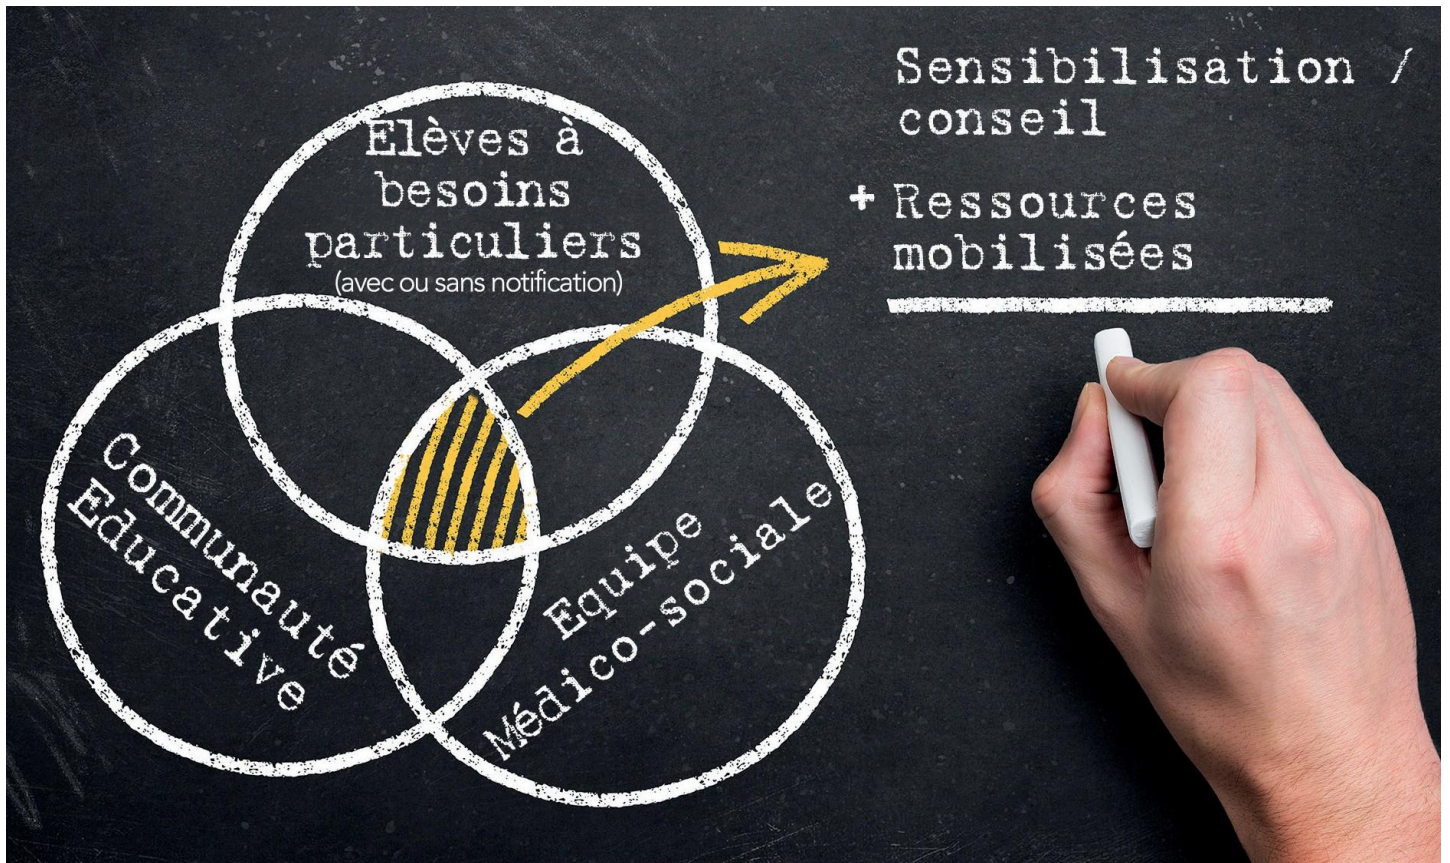 Elèves à
besoins
particuliers
(avec ou sans notification)
Communauté
Educative
Equipe
Médico-sociale
Sensibilisation /
conseil
+ Ressources
mobilisées